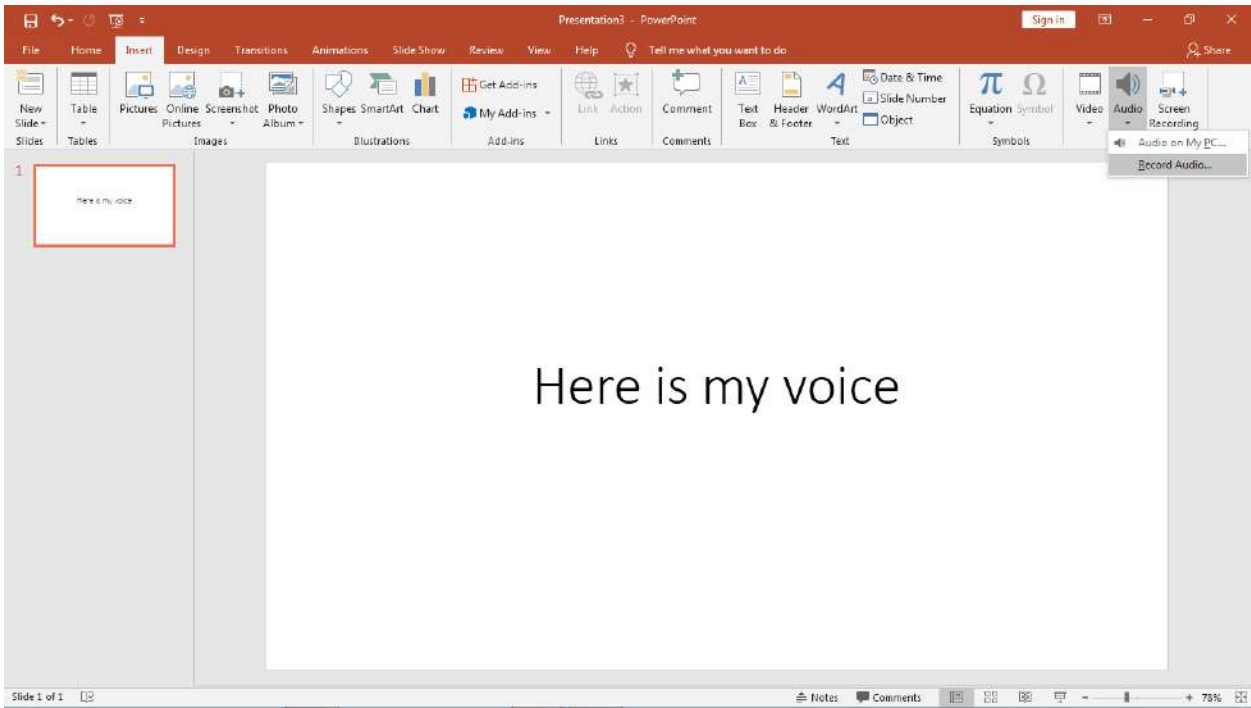 Presentation3 - PowerPoint
Sign in
File Home Insert Design Transitions Animations Slide Show Review View Help Tell me what you want to do
Share
New Slide
Table
Pictures
Online Pictures
Screenshot
Photo Album
Shapes
SmartArt
Chart
Get Add-ins
My Add-ins
Link
Action
Comment
Text Box
Header & Footer
WordArt
Date & Time
Slide Number
Object
Equation
Symbol
Video
Audio
Screen Recording
Slides
Tables
Images
Illustrations
Add-ins
Links
Comments
Text
Symbols
Audio on My PC...
Record Audio...
1
Here is my voice
Here is my voice
Slide 1 of 1
Notes
Comments
78%